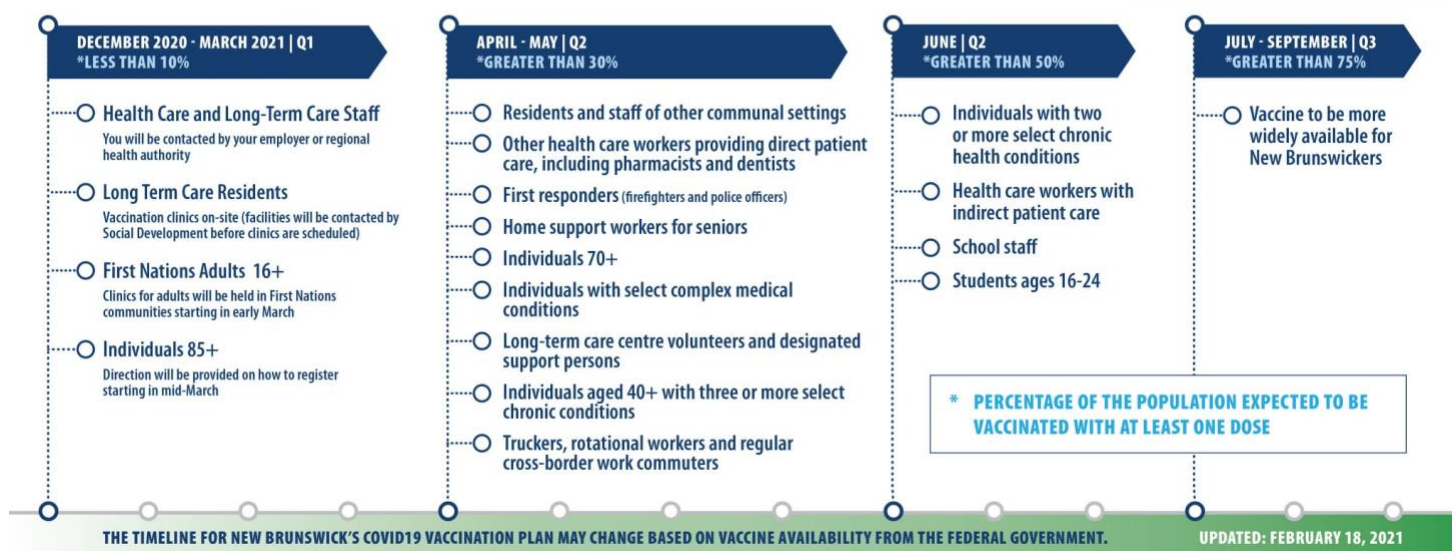 DECEMBER 2020 - MARCH 2021 | Q1
*LESS THAN 10%
Health Care and Long-Term Care Staff
You will be contacted by your employer or regional
health authority
Long Term Care Residents
Vaccination clinics on-site (facilities will be contacted by
Social Development before clinics are scheduled)
First Nations Adults 16+
Clinics for adults will be held in First Nations
communities starting in early March
Individuals 85+
Direction will be provided on how to register
starting in mid-March
APRIL - MAY | Q2
*GREATER THAN 30%
Residents and staff of other communal settings
Other health care workers providing direct patient
care, including pharmacists and dentists
First responders (firefighters and police officers)
Home support workers for seniors
Individuals 70+
Individuals with select complex medical
conditions
Long-term care centre volunteers and designated
support persons
Individuals aged 40+ with three or more select
chronic conditions
Truckers, rotational workers and regular
cross-border work commuters
JUNE | Q2
*GREATER THAN 50%
Individuals with two
or more select chronic
health conditions
Health care workers with
indirect patient care
School staff
Students ages 16-24
JULY - SEPTEMBER | Q3
*GREATER THAN 75%
Vaccine to be more
widely available for
New Brunswickers
* PERCENTAGE OF THE POPULATION EXPECTED TO BE
VACCINATED WITH AT LEAST ONE DOSE
THE TIMELINE FOR NEW BRUNSWICK'S COVID19 VACCINATION PLAN MAY CHANGE BASED ON VACCINE AVAILABILITY FROM THE FEDERAL GOVERNMENT.
UPDATED: FEBRUARY 18, 2021